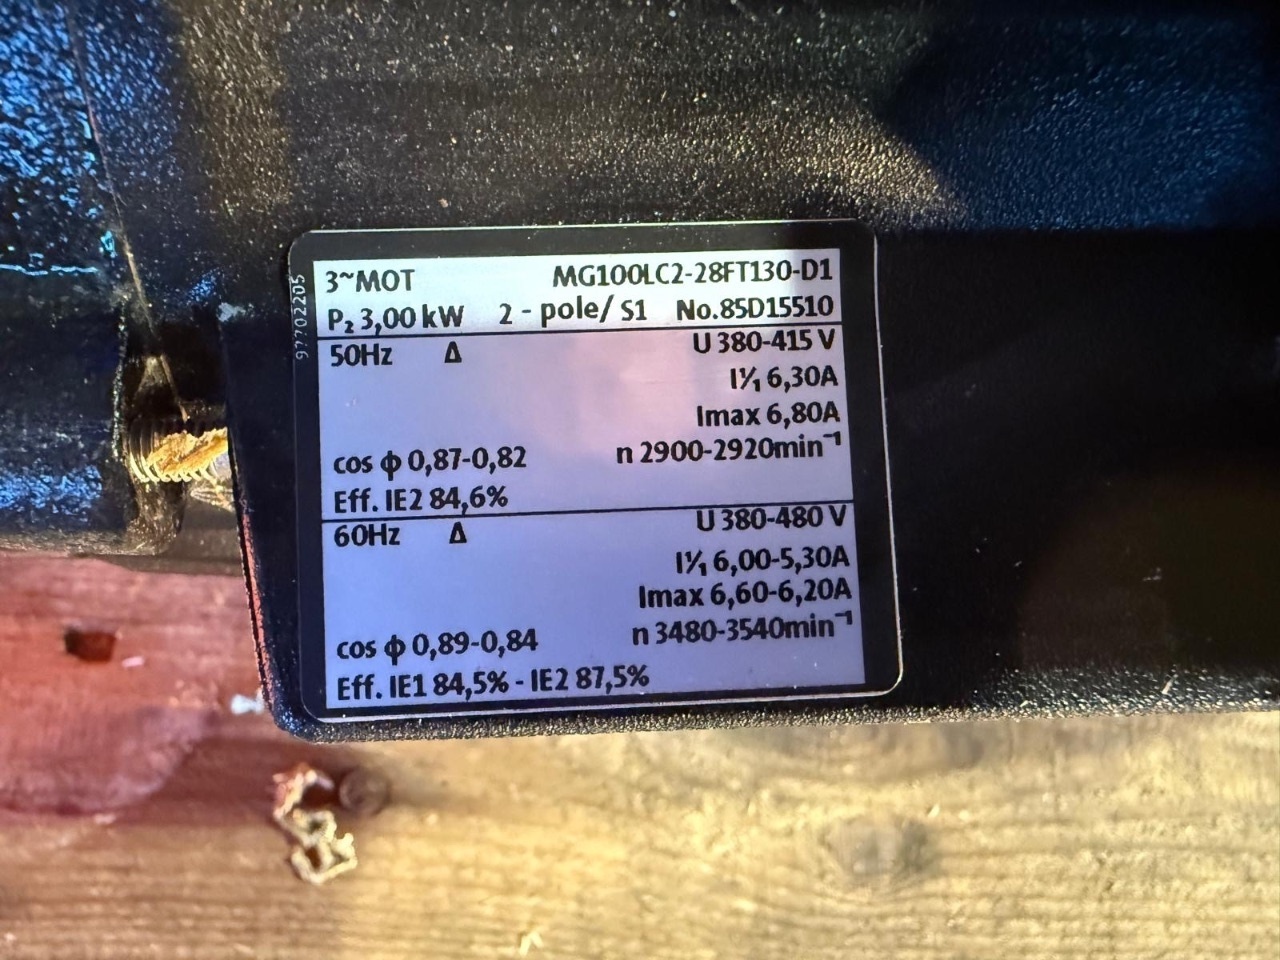 97702205
3~MOT MG100LC2-28FT130-D1
P₂ 3,00 kW 2 - pole/ S1 No.85D15510
50Hz Δ U 380-415 V
I¹⁄₁ 6,30A
Imax 6,80A
cos ϕ 0,87-0,82 n 2900-2920min⁻¹
Eff. IE2 84,6%
60Hz Δ U 380-480 V
I¹⁄₁ 6,00-5,30A
Imax 6,60-6,20A
cos ϕ 0,89-0,84 n 3480-3540min⁻¹
Eff. IE1 84,5% - IE2 87,5%